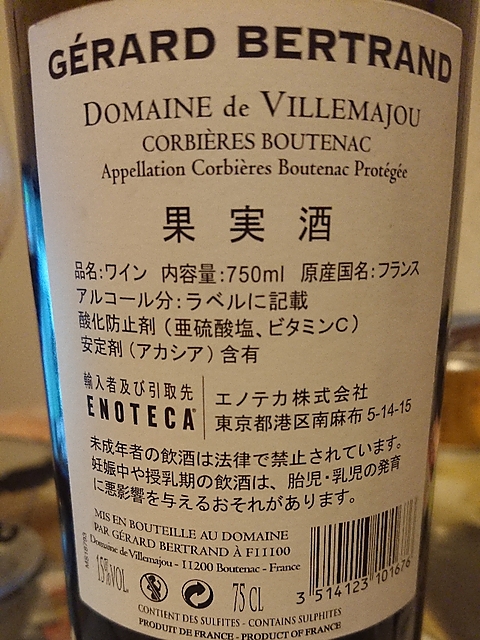 GÉRARD BERTRAND
DOMAINE de VILLEMAJOU
CORBIÈRES BOUTENAC
Appellation Corbières Boutenac Protégée
果実酒
品名:ワイン 内容量:750ml 原産国名:フランス
アルコール分:ラベルに記載
酸化防止剤(亜硫酸塩、ビタミンC)
安定剤(アカシア)含有
輸入者及び引取先
ENOTECA
エノテカ株式会社
東京都港区南麻布 5-14-15
未成年者の飲酒は法律で禁止されています。
妊娠中や授乳期の飲酒は、胎児・乳児の発育
に悪影響を与えるおそれがあります。
MIS EN BOUTEILLE AU DOMAINE
PAR GÉRARD BERTRAND À F11100
Domaine de Villemajou - 11200 Boutenac - France
15%VOL. 75 CL
3 514123 101676
CONTIENT DES SULFITES - CONTAINS SULPHITES
PRODUIT DE FRANCE - PRODUCT OF FRANCE